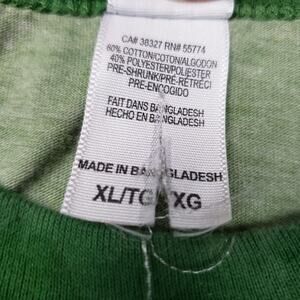 CA# 38327 RN# 55774
60% COTTON/COTON/ALGODON
40% POLYESTER/POLIESTER
PRE-SHRUNK/PRE-RÉTRÉCI
PRE-ENCOGIDO
FAIT DANS BANGLADESH
HECHO EN BANGLADESH
MADE IN BANGLADESH
XL/TG XG